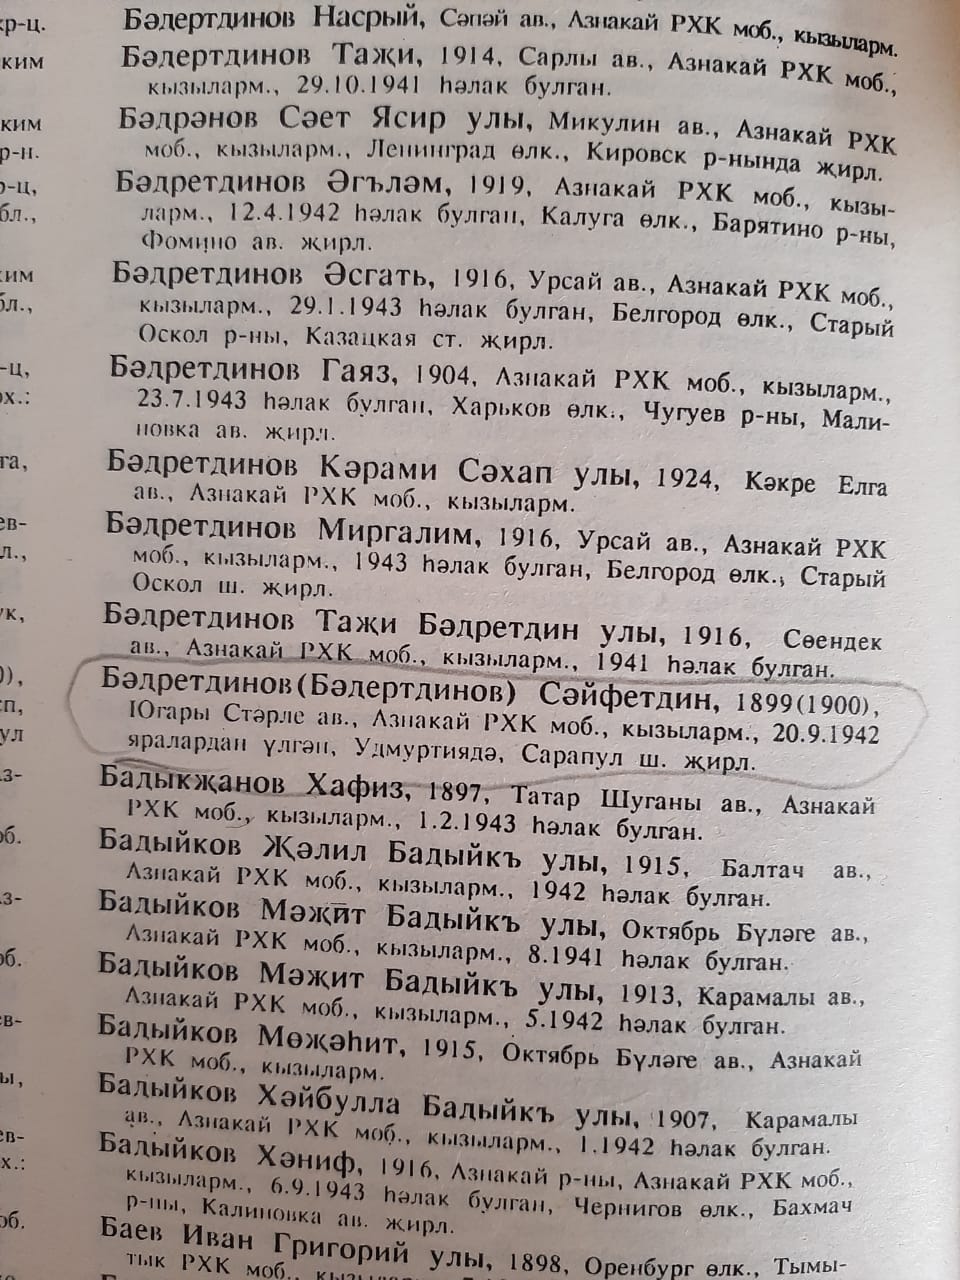 Бәдертдинов Насрый, Сәпәй ав., Азнакай РХК моб., кызыларм.
Бәдертдинов Таҗи, 1914, Сарлы ав., Азнакай РХК моб.,
кызыларм., 29.10.1941 һәлак булган.
Бәдрәнов Сәет Ясир улы, Микулин ав., Азнакай РХК
моб., кызыларм., Ленинград өлк., Кировск р-нында җирл.
Бәдретдинов Әгъләм, 1919, Азнакай РХК моб., кызы-
ларм., 12.4.1942 һәлак булган, Калуга өлк., Барятино р-ны,
Фомино ав. җирл.
Бәдретдинов Әсгать, 1916, Урсай ав., Азнакай РХК моб.,
кызыларм., 29.1.1943 һәлак булган, Белгород өлк., Старый
Оскол р-ны, Казацкая ст. җирл.
Бәдретдинов Гаяз, 1904, Азнакай РХК моб., кызыларм.,
23.7.1943 һәлак булган, Харьков өлк., Чугуев р-ны, Мали-
новка ав. җирл.
Бәдретдинов Кәрами Сәхап улы, 1924, Кәкре Елга
ав., Азнакай РХК моб., кызыларм.
Бәдретдинов Миргалим, 1916, Урсай ав., Азнакай РХК
моб., кызыларм., 1943 һәлак булган, Белгород өлк., Старый
Оскол ш. җирл.
Бәдретдинов Таҗи Бәдретдин улы, 1916, Сөендек
ав., Азнакай РХК моб., кызыларм., 1941 һәлак булган.
Бәдретдинов (Бәдертдинов) Сәйфетдин, 1899(1900),
Югары Стәрле ав., Азнакай РХК моб., кызыларм., 20.9.1942
яралардан үлгән, Удмуртиядә, Сарапул ш. җирл.
Бадыкҗанов Хафиз, 1897, Татар Шуганы ав., Азнакай
РХК моб., кызыларм., 1.2.1943 һәлак булган.
Бадыйков Җәлил Бадыйкъ улы, 1915, Балтач ав.,
Азнакай РХК моб., кызыларм., 1942 һәлак булган.
Бадыйков Мәҗит Бадыйкъ улы, Октябрь Бүләге ав.,
Азнакай РХК моб., кызыларм., 8.1941 һәлак булган.
Бадыйков Мәҗит Бадыйкъ улы, 1913, Карамалы ав.,
Азнакай РХК моб., кызыларм., 5.1942 һәлак булган.
Бадыйков Мөҗәһит, 1915, Октябрь Бүләге ав., Азнакай
РХК моб., кызыларм.
Бадыйков Хәйбулла Бадыйкъ улы, 1907, Карамалы
ав., Азнакай РХК моб., кызыларм., 1.1942 һәлак булган.
Бадыйков Хәниф, 1916, Азнакай р-ны, Азнакай РХК моб.,
кызыларм., 6.9.1943 һәлак булган, Чернигов өлк., Бахмач
р-ны, Калиновка ав. җирл.
Баев Иван Григорий улы, 1898, Оренбург өлк., Тымы-
тык РХК моб.,